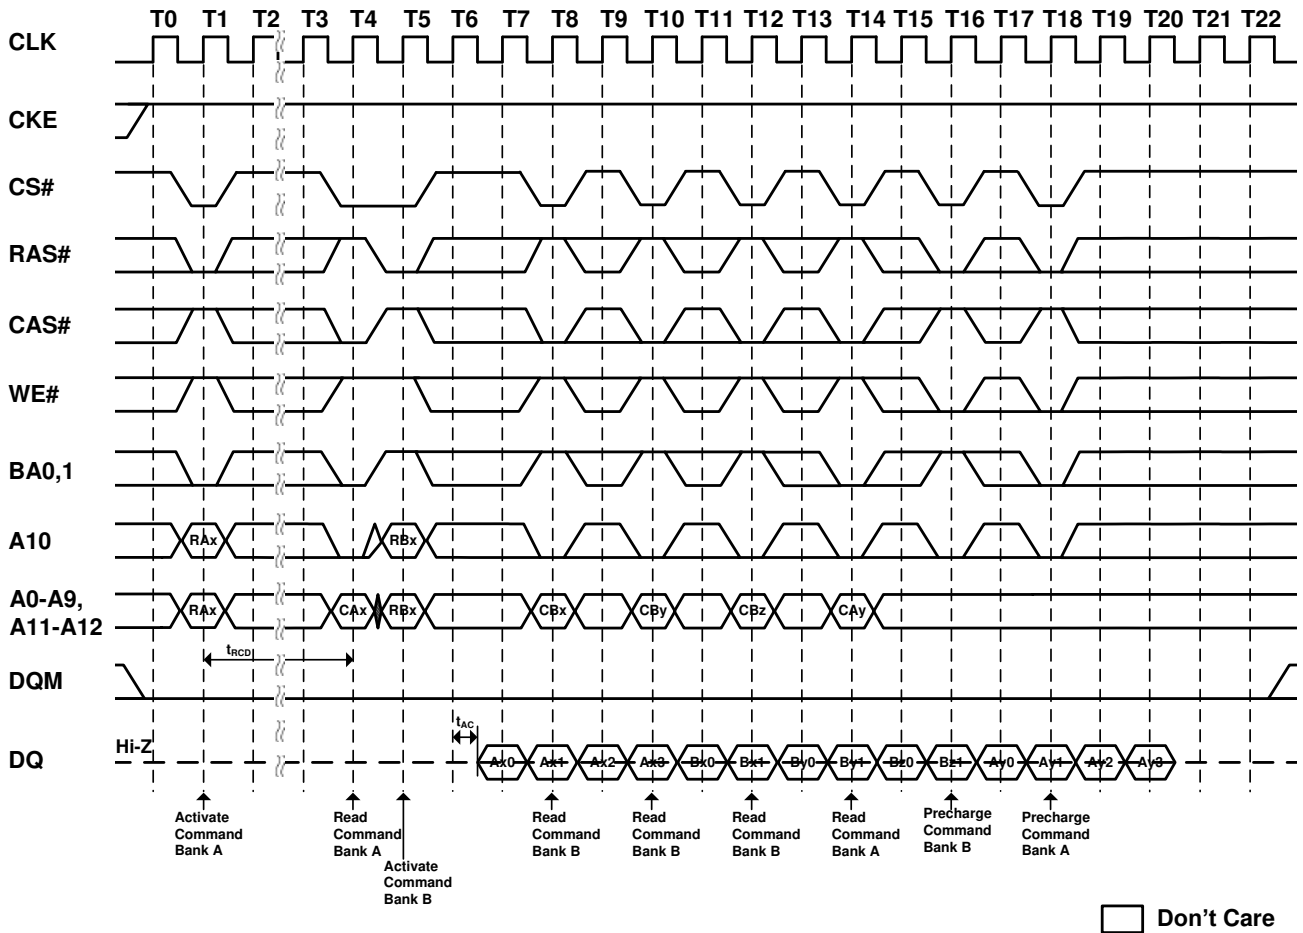 T0 T1 T2 T3 T4 T5 T6 T7 T8 T9 T10 T11 T12 T13 T14 T15 T16 T17 T18 T19 T20 T21 T22
CLK
CKE
CS#
RAS#
CAS#
WE#
BA0,1
A10
RAx RBx
A0-A9,
A11-A12
RAx CAx RBx CBx CBy CBz CAy
tRCD
DQM
tAC
Hi-Z
DQ
Ax0 Ax1 Ax2 Ax3 Bx0 Bx1 By0 By1 Bz0 Bz1 Ay0 Ay1 Ay2 Ay3
Activate
Command
Bank A
Read
Command
Bank A
Activate
Command
Bank B
Read
Command
Bank B
Read
Command
Bank B
Read
Command
Bank B
Read
Command
Bank A
Precharge
Command
Bank B
Precharge
Command
Bank A
Don't Care